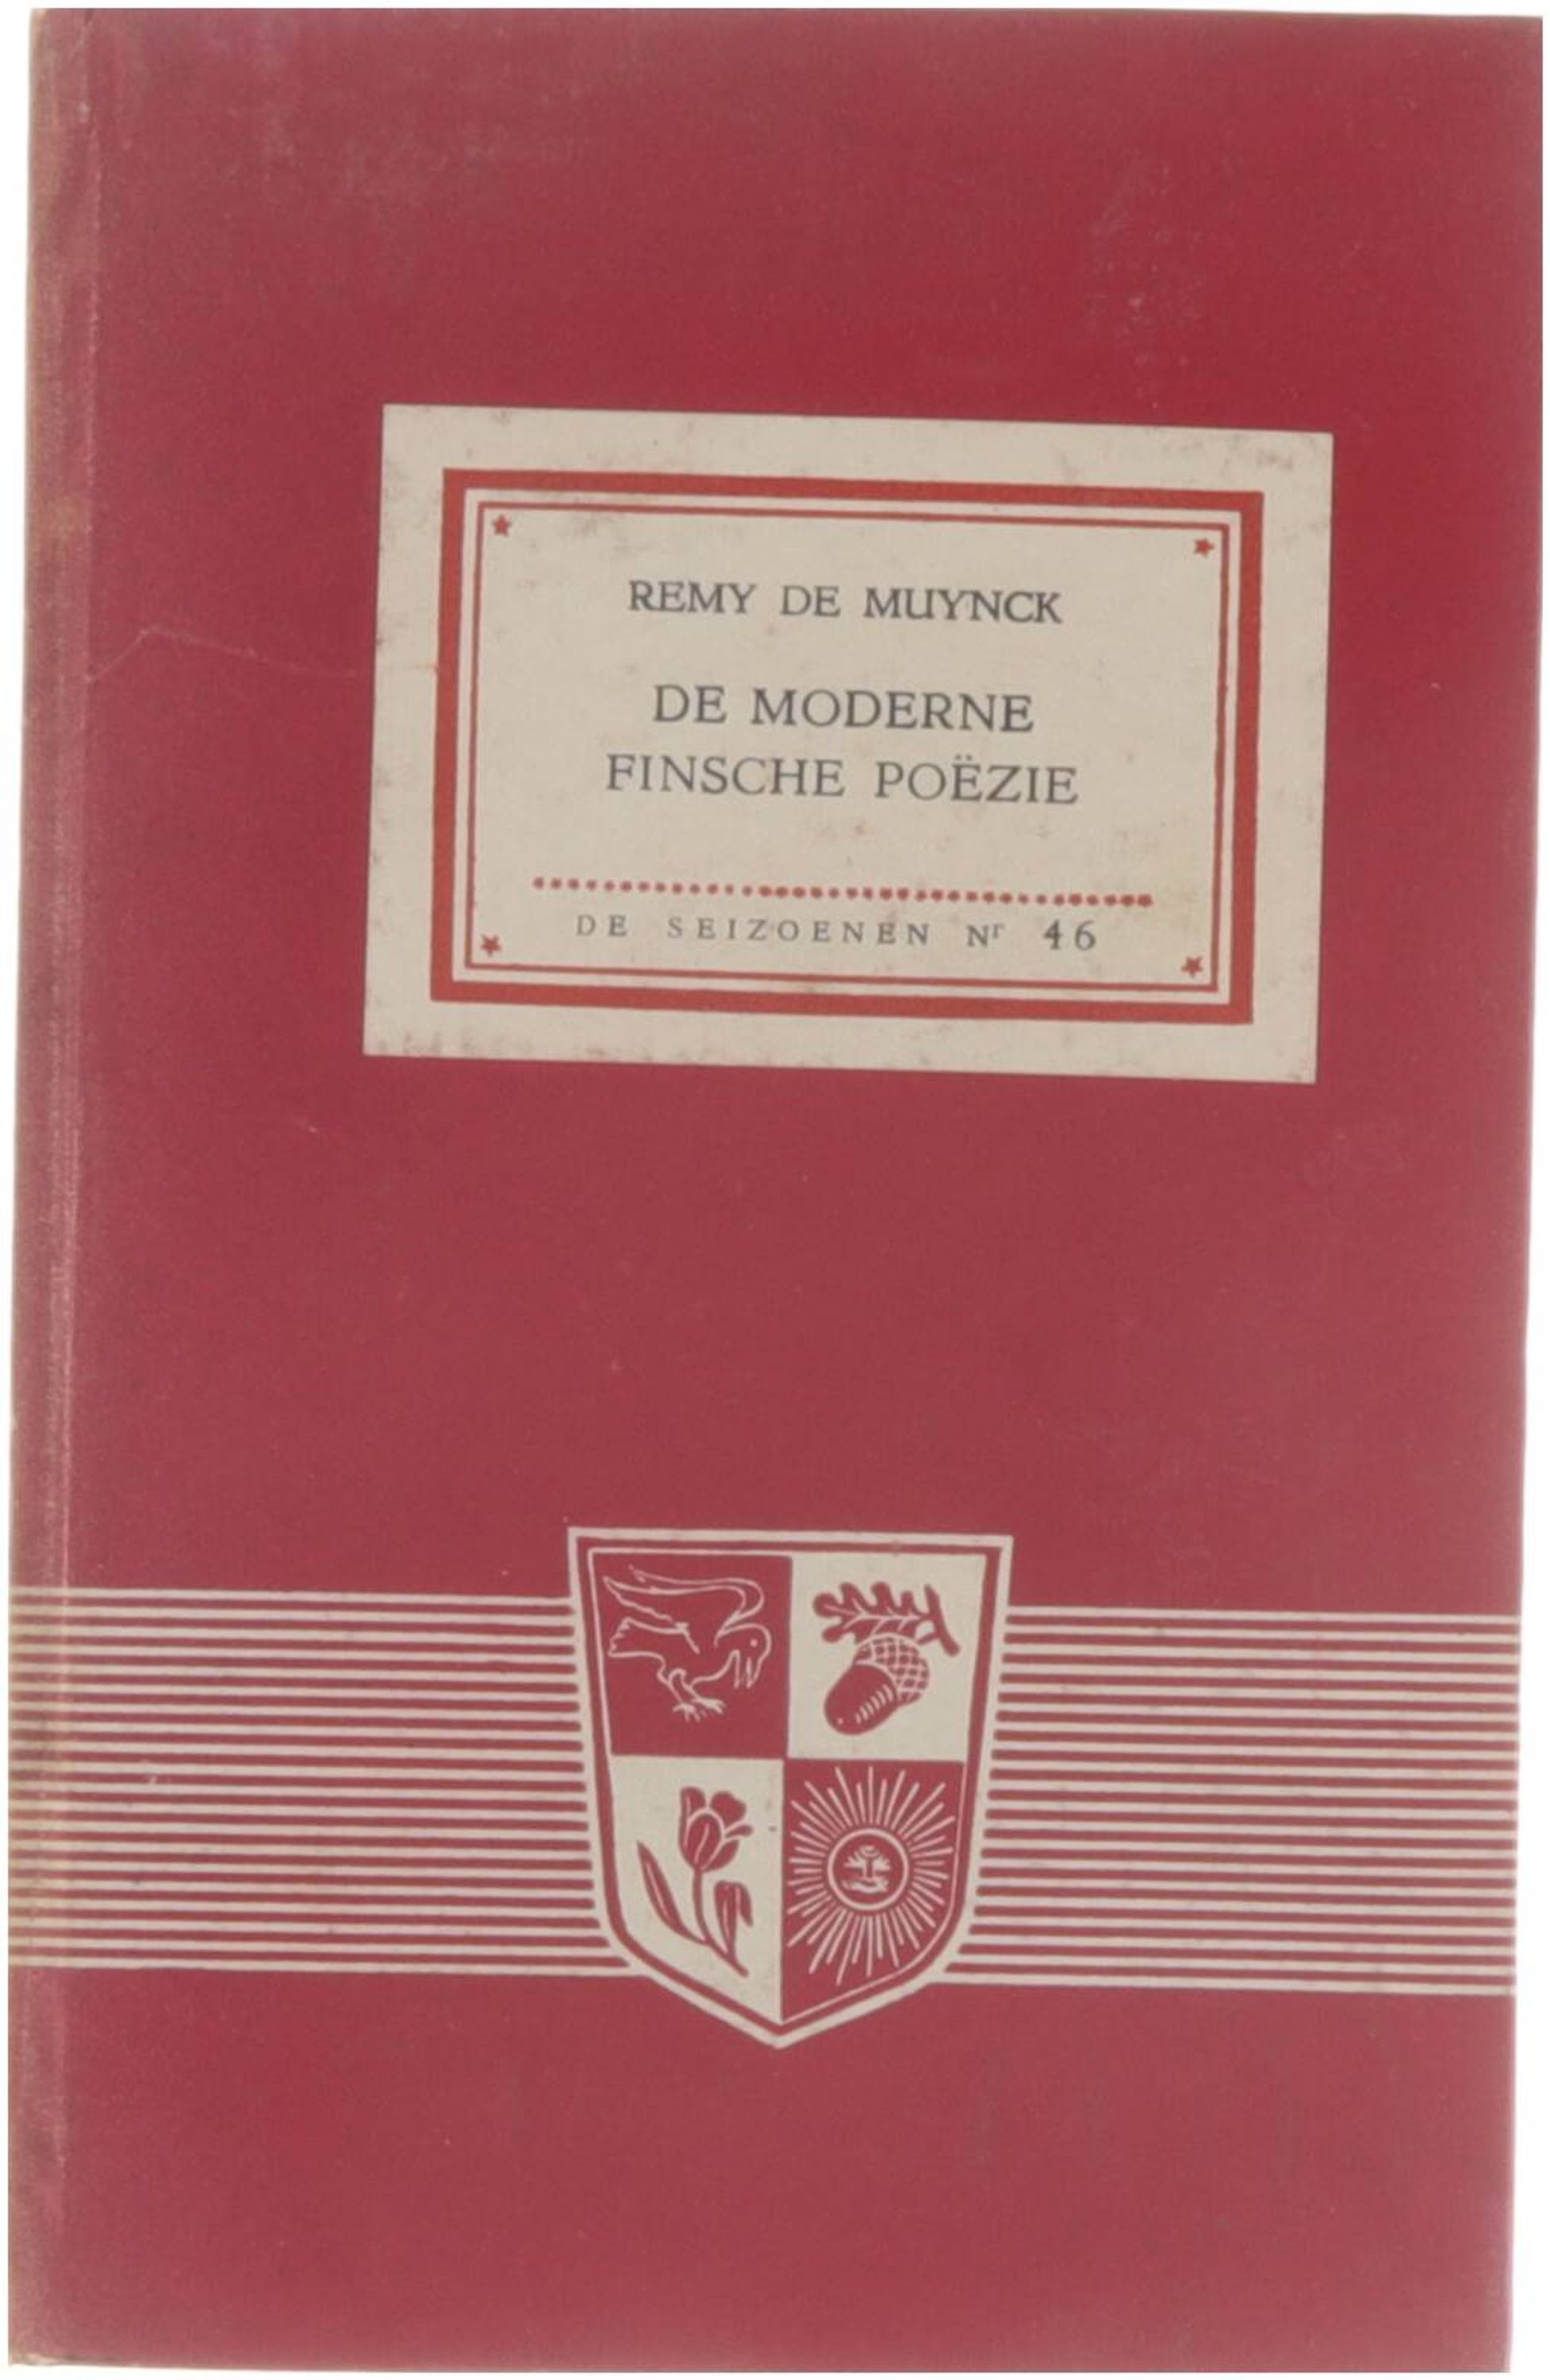 REMY DE MUYNCK
DE MODERNE
FINSCHE POËZIE
DE SEIZOENEN Nr 46